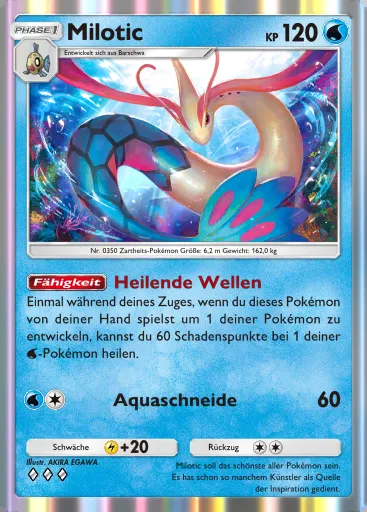 PHASE 1 Milotic KP 120
Entwickelt sich aus Barschwa
Nr. 0350 Zartheits-Pokémon Größe: 6,2 m Gewicht: 162,0 kg
Fähigkeit Heilende Wellen
Einmal während deines Zuges, wenn du dieses Pokémon
von deiner Hand spielst um 1 deiner Pokémon zu
entwickeln, kannst du 60 Schadenspunkte bei 1 deiner
-Pokémon heilen.
Aquaschneide 60
Schwäche +20 Rückzug
Illustr. AKIRA EGAWA
Milotic soll das schönste aller Pokémon sein.
Es hat schon so manchem Künstler als Quelle
der Inspiration gedient.